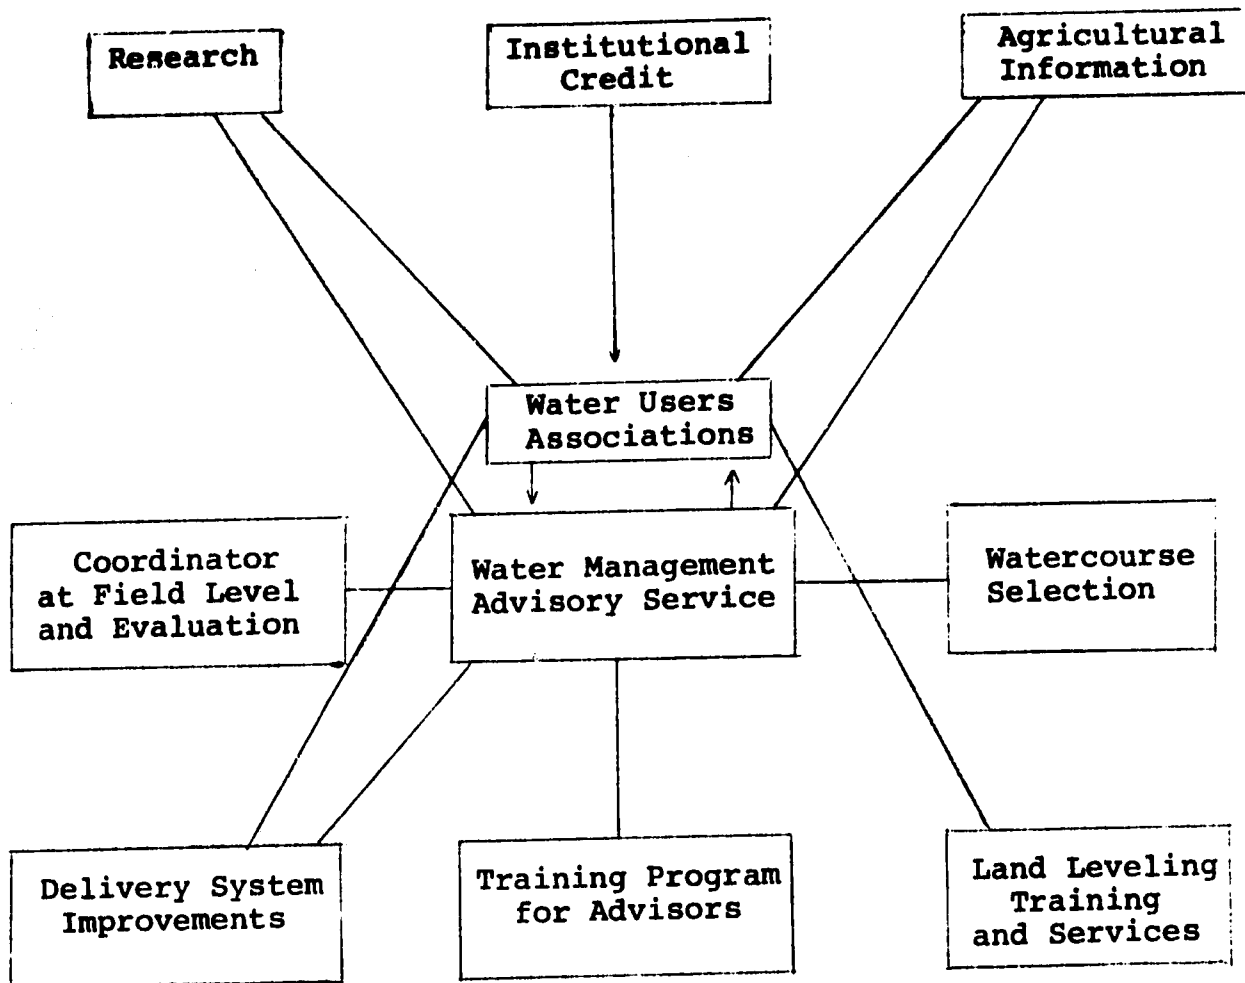 Research
Institutional
Credit
Agricultural
Information
Water Users
Associations
Coordinator
at Field Level
and Evaluation
Water Management
Advisory Service
Watercourse
Selection
Delivery System
Improvements
Training Program
for Advisors
Land Leveling
Training
and Services